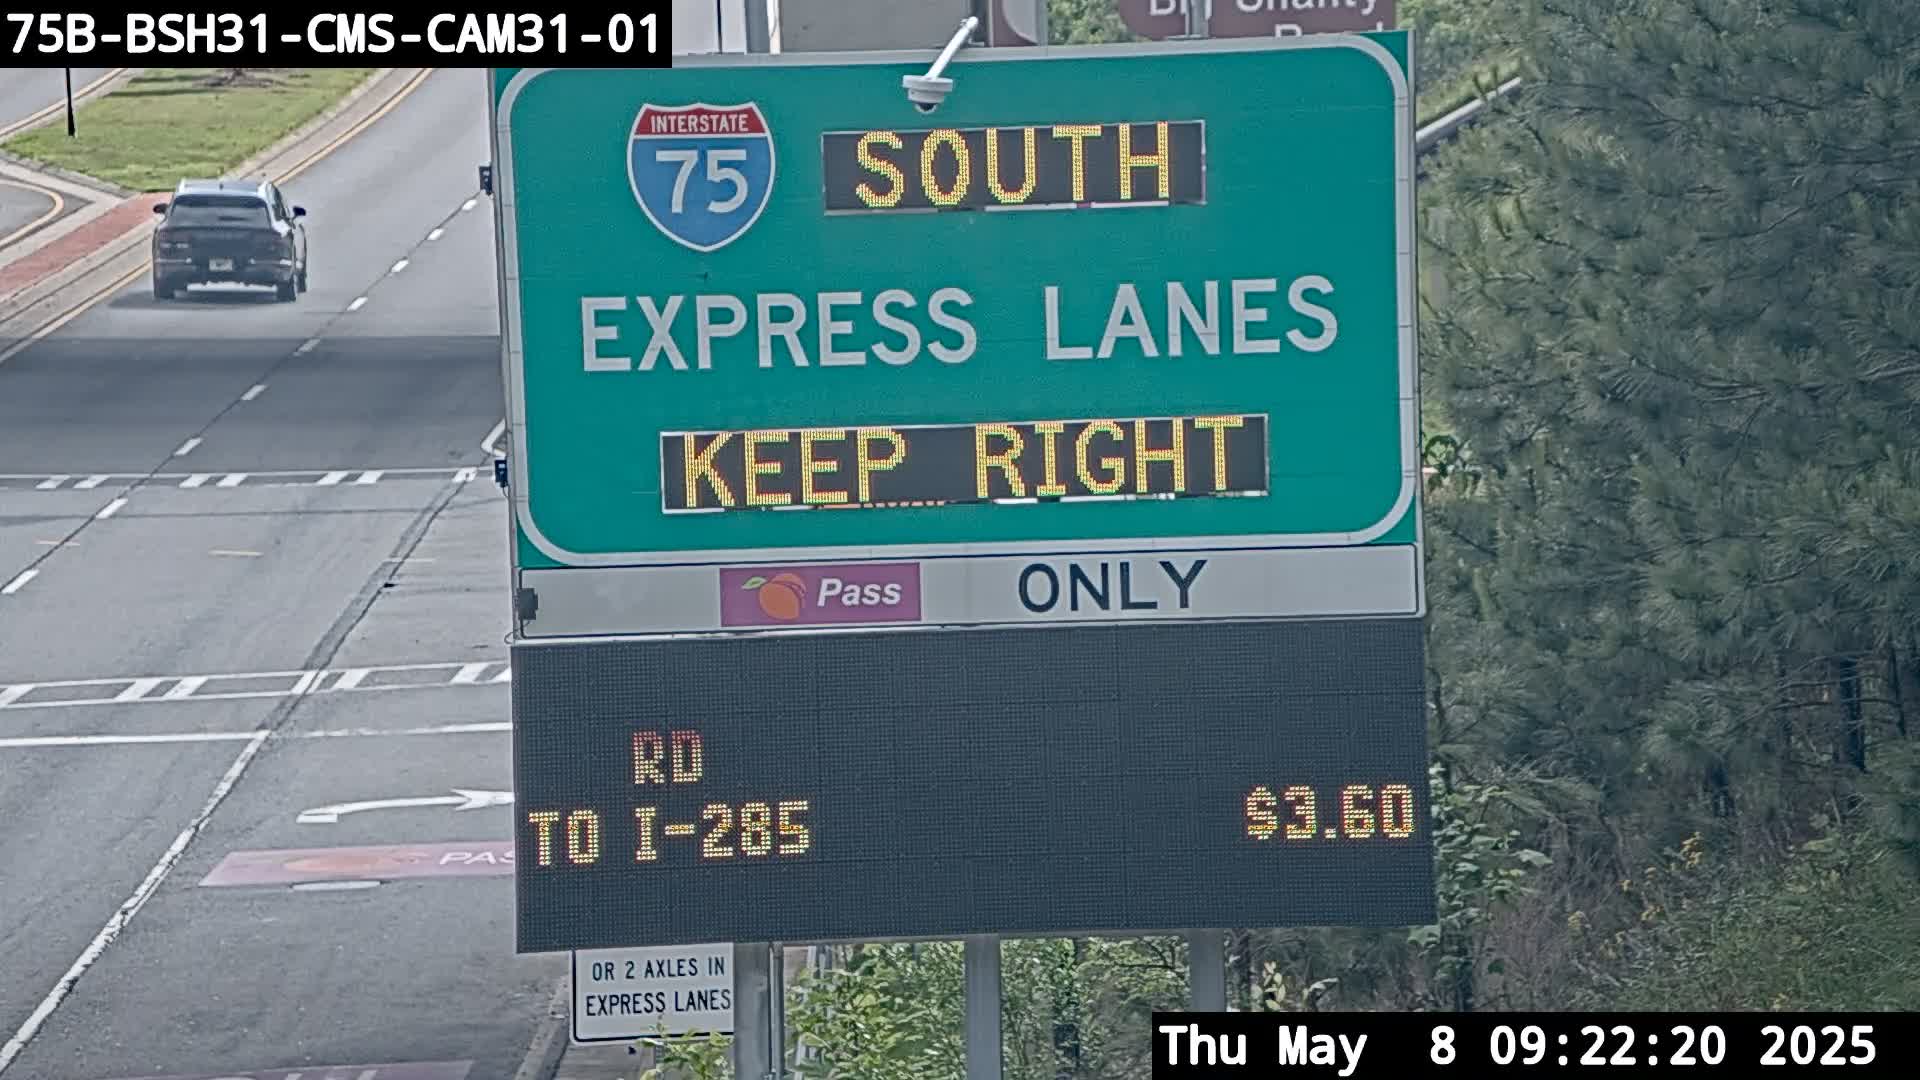 75B-BSH31-CMS-CAM31-01
Road
INTERSTATE
75
SOUTH
EXPRESS LANES
KEEP RIGHT
Pass ONLY
RD
TO I-285 $3.60
OR 2 AXLES IN
EXPRESS LANES
Thu May 8 09:22:20 2025